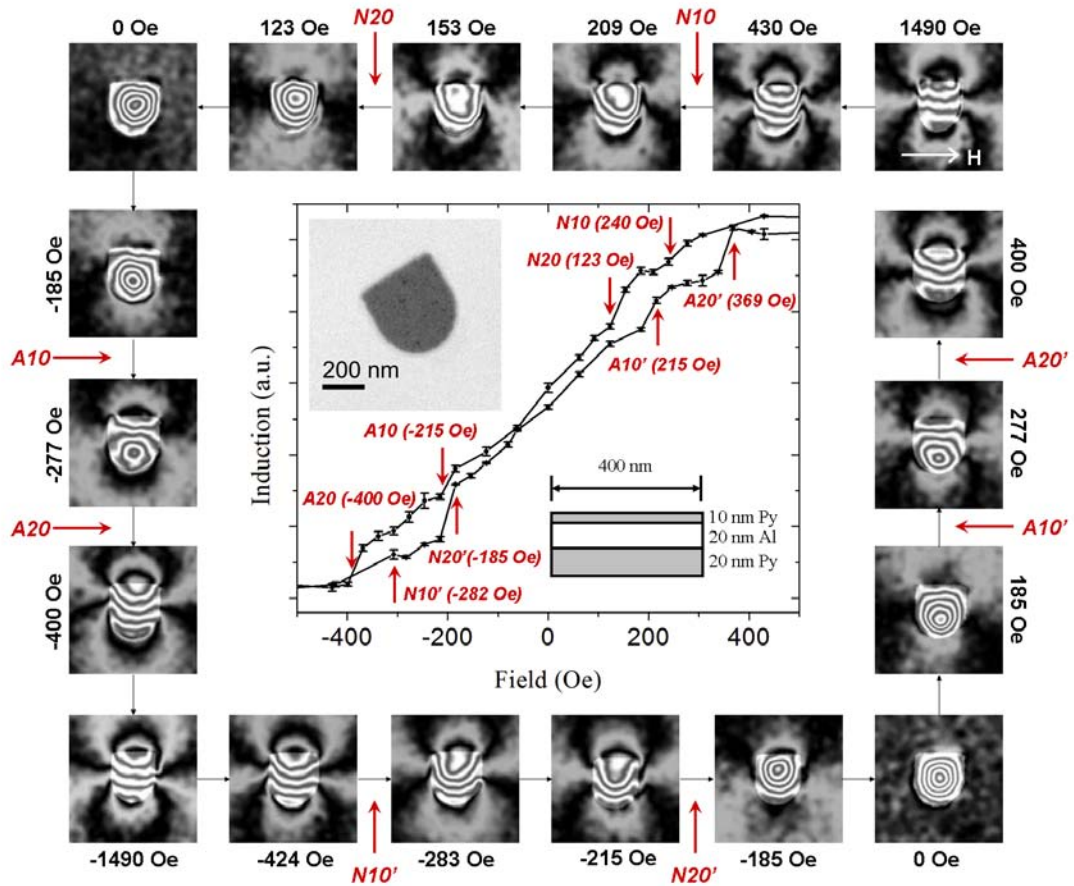 N20
N10
0 Oe
123 Oe
153 Oe
209 Oe
430 Oe
1490 Oe
H
-185 Oe
400 Oe
N10 (240 Oe)
N20 (123 Oe)
A20' (369 Oe)
A10' (215 Oe)
200 nm
A10
A20'
-277 Oe
277 Oe
A10 (-215 Oe)
A20 (-400 Oe)
400 nm
10 nm Py
20 nm Al
20 nm Py
N20'(-185 Oe)
N10' (-282 Oe)
A20
A10'
-400 Oe
185 Oe
Induction (a.u.)
-400
-200
0
200
400
Field (Oe)
-1490 Oe
-424 Oe
-283 Oe
-215 Oe
-185 Oe
0 Oe
N10'
N20'